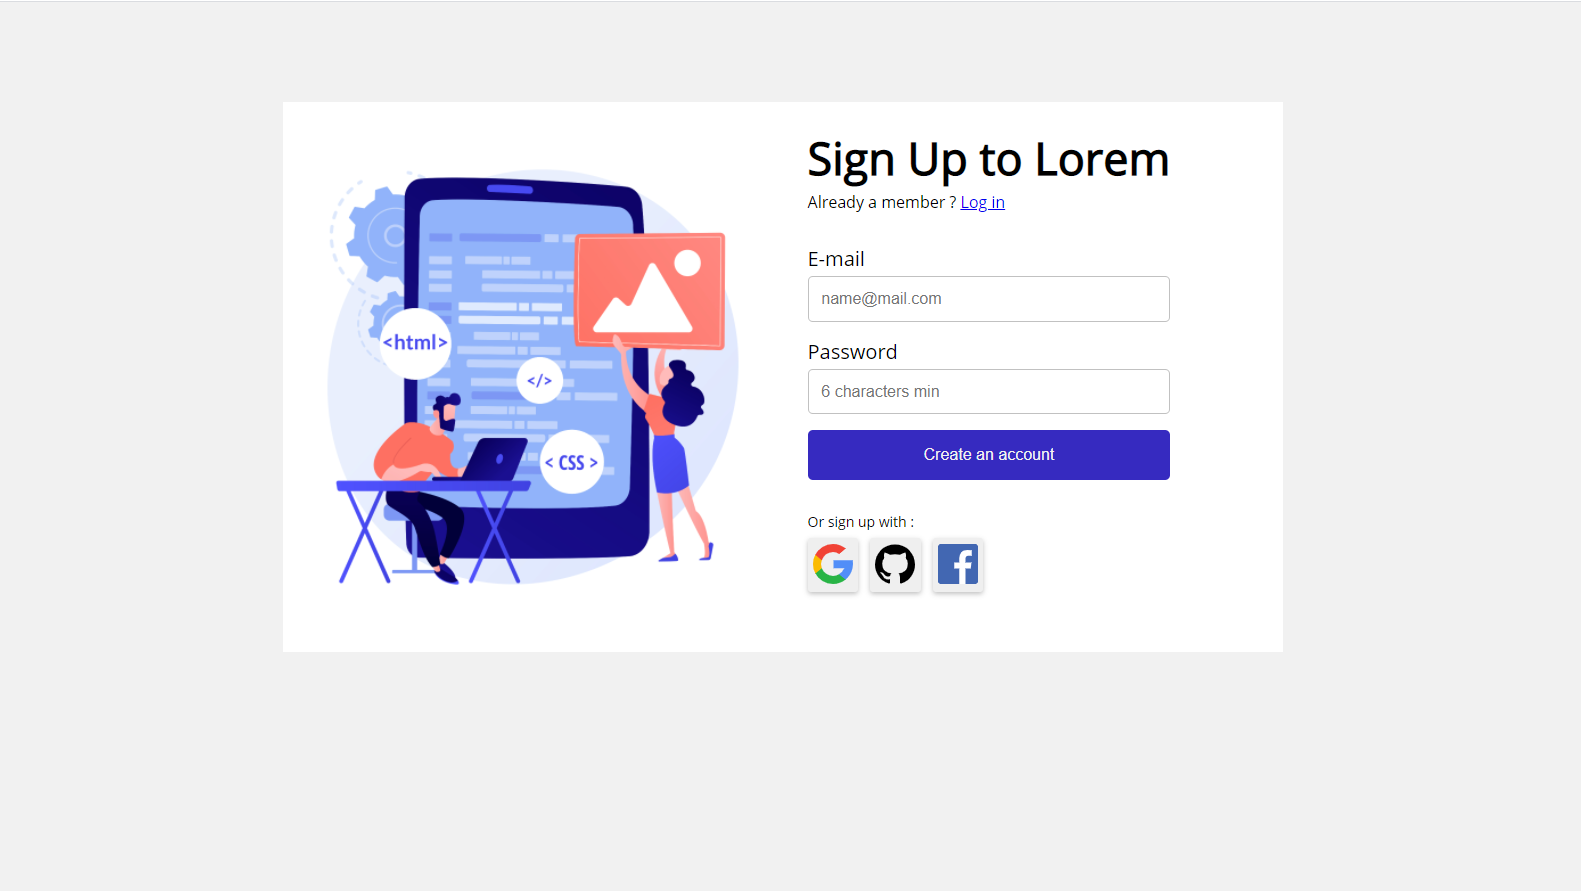 Sign Up to Lorem
Already a member ? Log in
E-mail
name@mail.com
Password
6 characters min
Create an account
Or sign up with :
<html>
</>
< CSS >